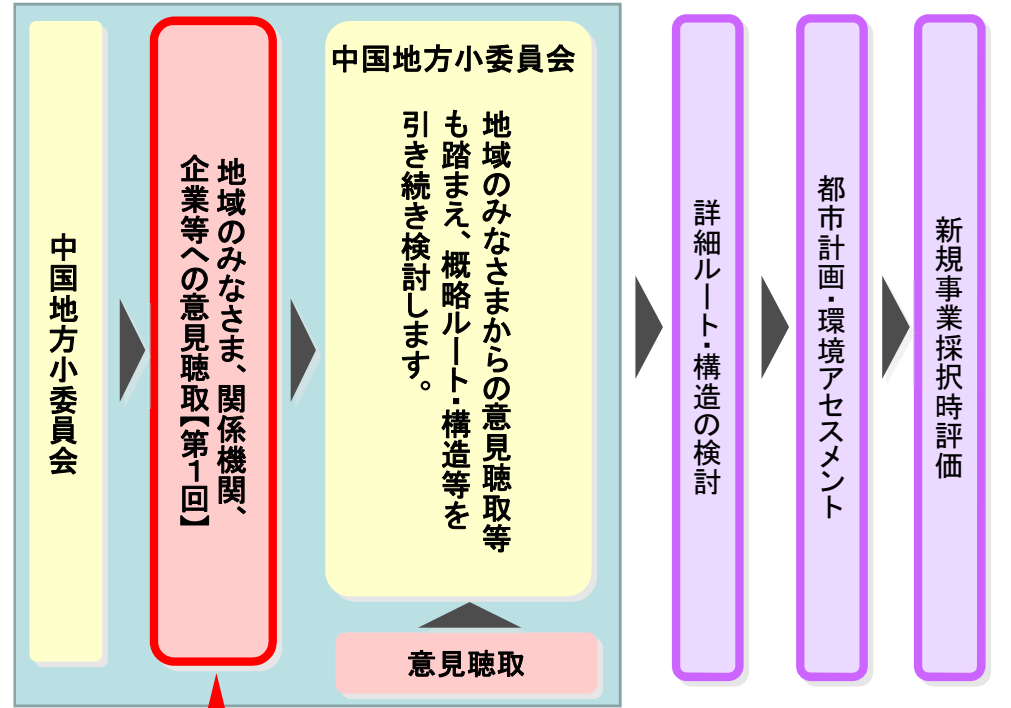 中国地方小委員会
地域のみなさま、関係機関、
企業等への意見聴取【第１回】
中国地方小委員会
地域のみなさまからの意見聴取等
も踏まえ、概略ルート・構造等を
引き続き検討します。
意見聴取
詳細ルート・構造の検討
都市計画・環境アセスメント
新規事業採択時評価